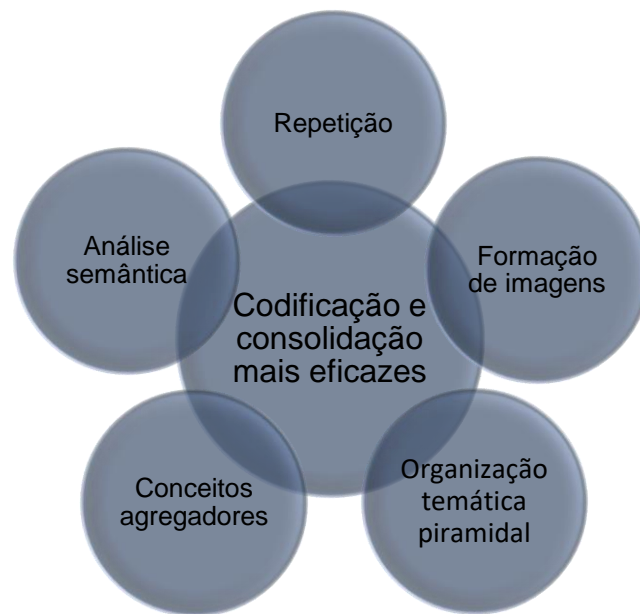 Repetição
Análise
semântica
Formação
de imagens
Codificação e
consolidação
mais eficazes
Conceitos
agregadores
Organização
temática
piramidal